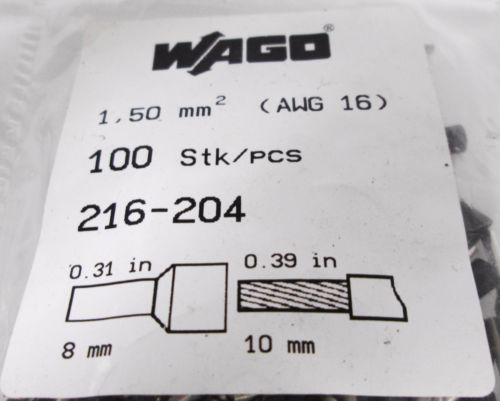 WAGO®
1,50 mm² (AWG 16)
100 Stk/pcs
216-204
0.31 in 0.39 in
8 mm 10 mm